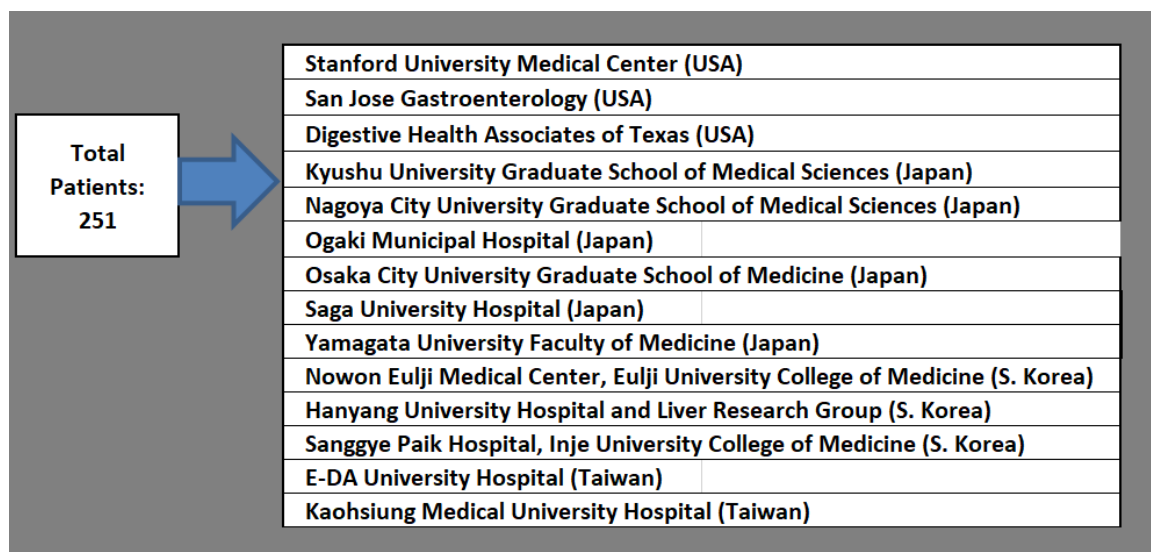 Total
Patients:
251
Stanford University Medical Center (USA)
San Jose Gastroenterology (USA)
Digestive Health Associates of Texas (USA)
Kyushu University Graduate School of Medical Sciences (Japan)
Nagoya City University Graduate School of Medical Sciences (Japan)
Ogaki Municipal Hospital (Japan)
Osaka City University Graduate School of Medicine (Japan)
Saga University Hospital (Japan)
Yamagata University Faculty of Medicine (Japan)
Nowon Eulji Medical Center, Eulji University College of Medicine (S. Korea)
Hanyang University Hospital and Liver Research Group (S. Korea)
Sanggye Paik Hospital, Inje University College of Medicine (S. Korea)
E-DA University Hospital (Taiwan)
Kaohsiung Medical University Hospital (Taiwan)